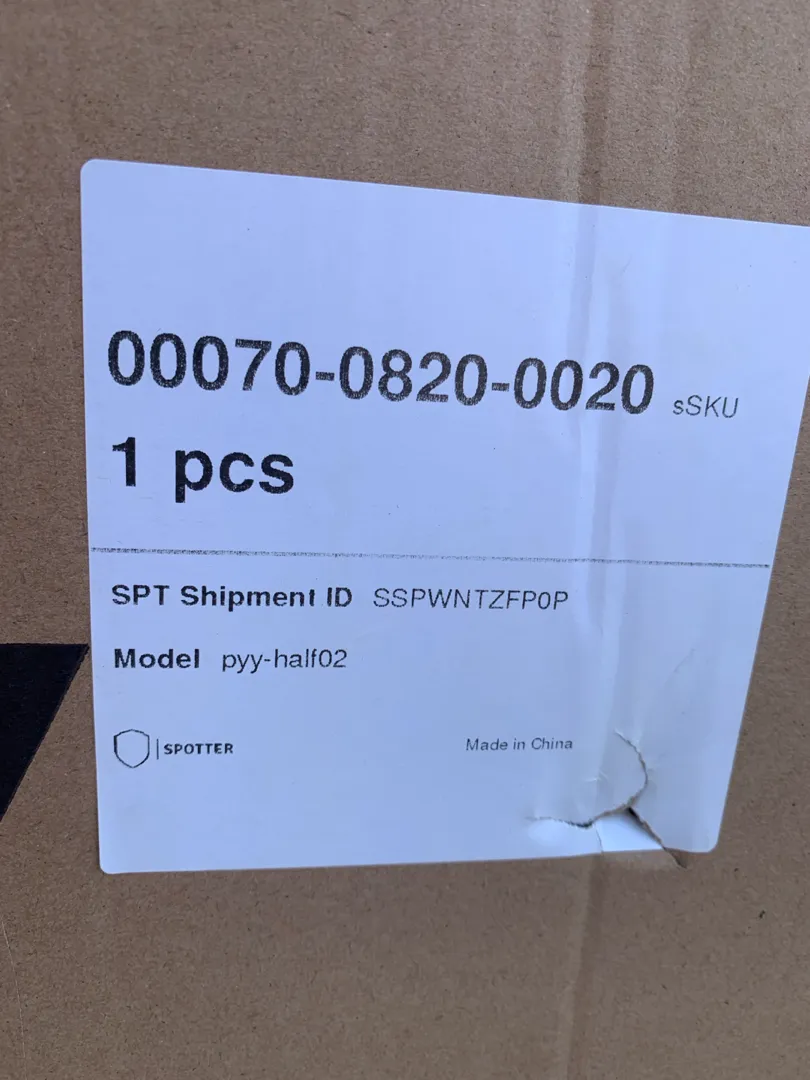 00070-0820-0020 sSKU
1 pcs
SPT Shipment ID SSPWNTZFP0P
Model pyy-half02
SPOTTER
Made in China